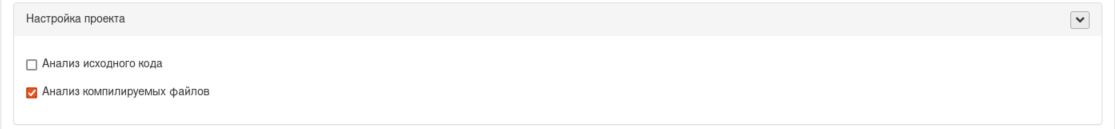 Настройка проекта
Анализ исходного кода
Анализ компилируемых файлов